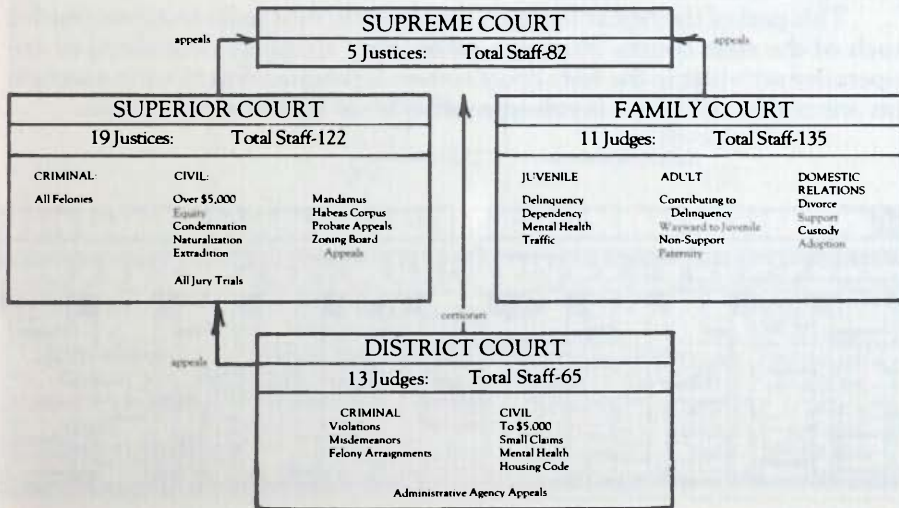 SUPREME COURT
appeals
appeals
5 Justices: Total Staff-82
SUPERIOR COURT
19 Justices: Total Staff-122
CRIMINAL:
All Felonies
CIVIL:
Over $5,000
Equity
Condemnation
Naturalization
Extradition
All Jury Trials
Mandamus
Habeas Corpus
Probate Appeals
Zoning Board
Appeals
FAMILY COURT
11 Judges: Total Staff-135
JUVENILE
Delinquency
Dependency
Mental Health
Traffic
ADULT
Contributing to
Delinquency
Wayward to Juvenile
Non-Support
Paternity
DOMESTIC
RELATIONS
Divorce
Support
Custody
Adoption
certiorari
appeals
DISTRICT COURT
13 Judges: Total Staff-65
CRIMINAL
Violations
Misdemeanors
Felony Arraignments
CIVIL
To $5,000
Small Claims
Mental Health
Housing Code
Administrative Agency Appeals